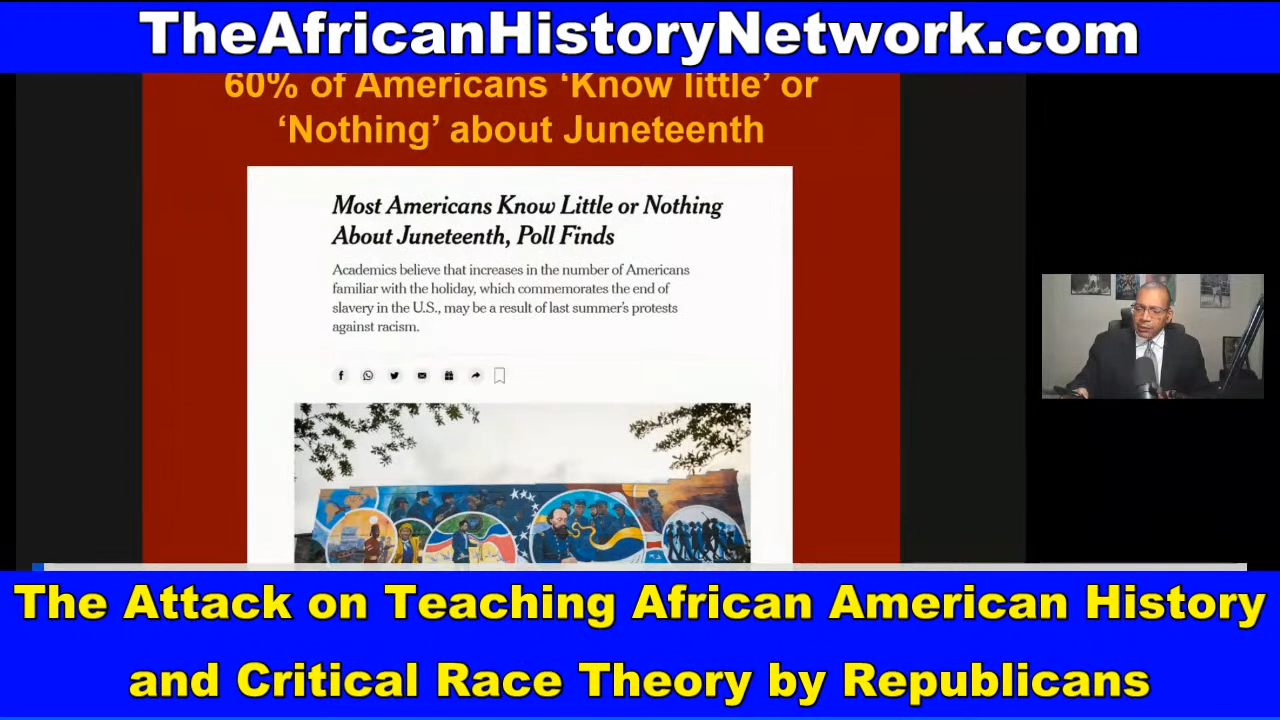 TheAfricanHistoryNetwork.com
60% of Americans ‘Know little’ or
‘Nothing’ about Juneteenth
Most Americans Know Little or Nothing
About Juneteenth, Poll Finds
Academics believe that increases in the number of Americans
familiar with the holiday, which commemorates the end of
slavery in the U.S., may be a result of last summer’s protests
against racism.
The Attack on Teaching African American History
and Critical Race Theory by Republicans